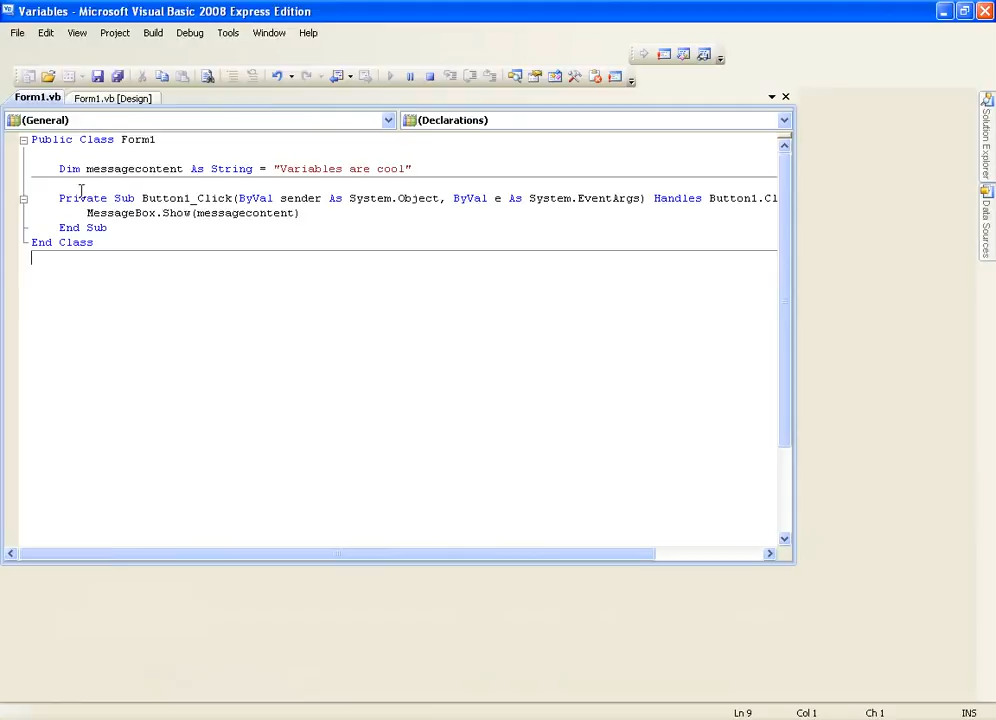 Variables - Microsoft Visual Basic 2008 Express Edition
File Edit View Project Build Debug Tools Window Help
Form1.vb Form1.vb [Design]
(General) (Declarations)
Public Class Form1
Dim messagecontent As String = "Variables are cool"
Private Sub Button1_Click(ByVal sender As System.Object, ByVal e As System.EventArgs) Handles Button1.Cl
MessageBox.Show(messagecontent)
End Sub
End Class
Solution Explorer
Data Sources
Ln 9 Col 1 Ch 1 INS